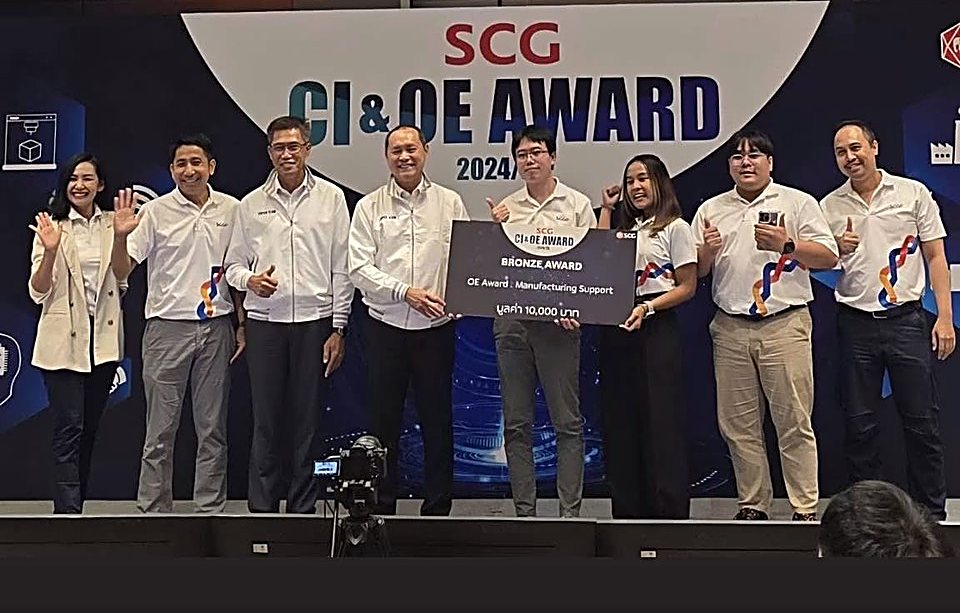 SCG
CI & OE AWARD
2024/
SCG
CI & OE AWARD
SCG
BRONZE AWARD
OE Award : Manufacturing Support
มูลค่า 10,000 บาท